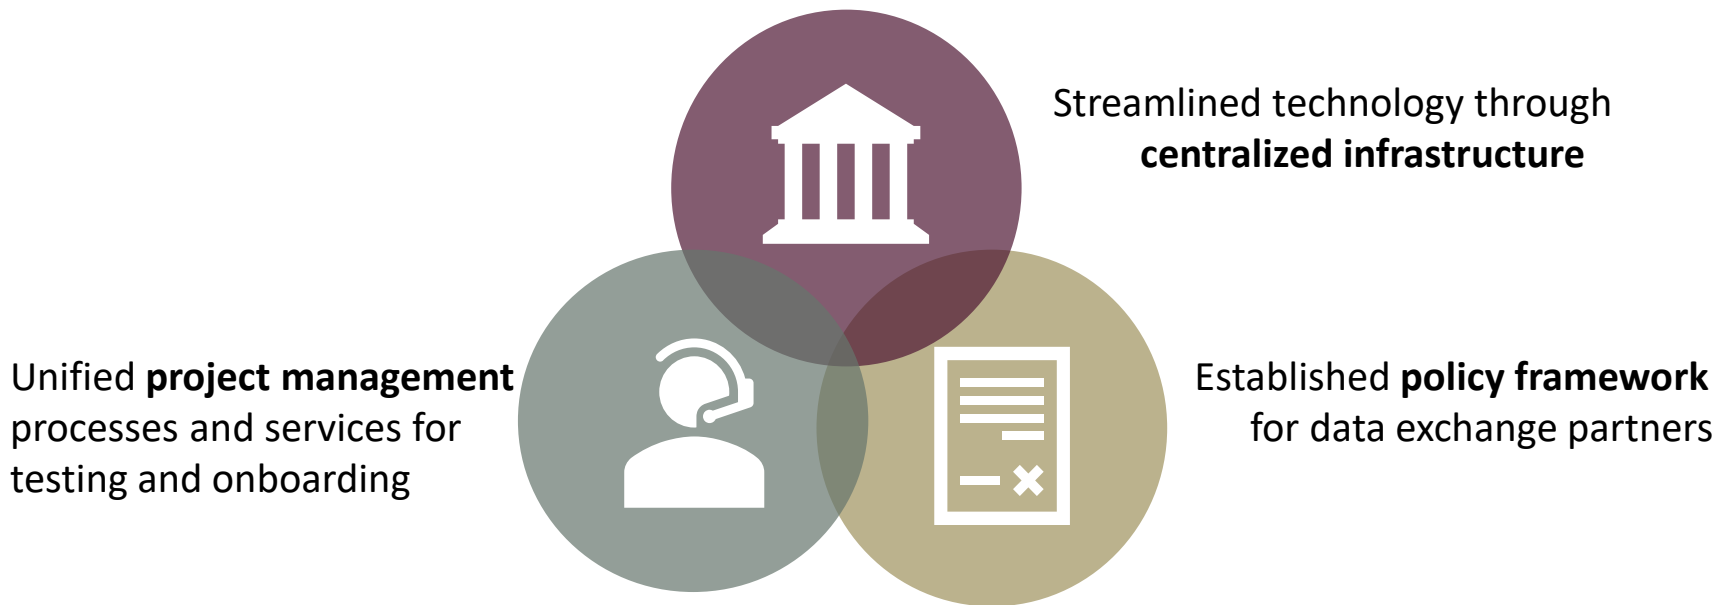 Streamlined technology through
centralized infrastructure
Unified project management
processes and services for
testing and onboarding
Established policy framework
for data exchange partners